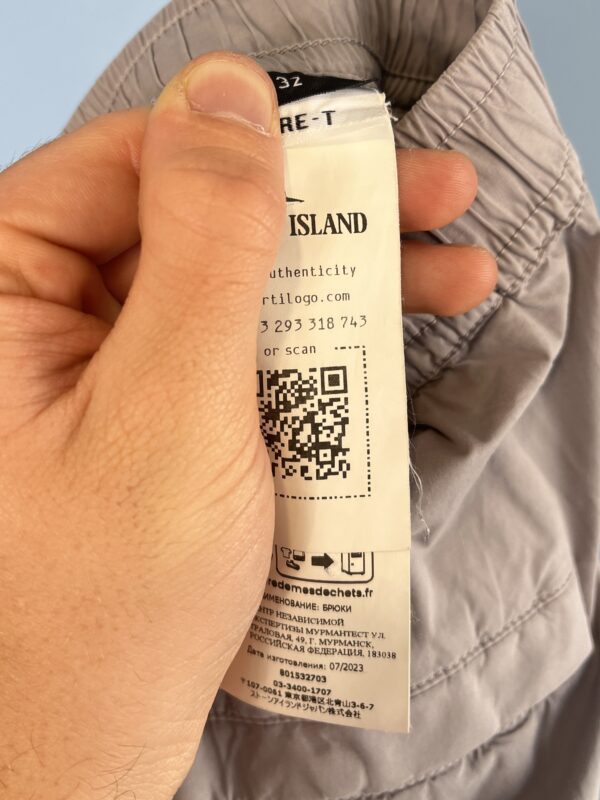 32
RE-T
ISLAND
uthenticity
rtilogo.com
3 293 318 743
or scan
redemesdechets.fr
ИМЕНОВАНИЕ: БРЮКИ
НТР НЕЗАВИСИМОЙ
ЭКСПЕРТИЗЫ МУРМАНТЕСТ УЛ.
ТРАЛОВАЯ, 49, Г. МУРМАНСК,
РОССИЙСКАЯ ФЕДЕРАЦИЯ, 183038
Дата изготовления: 07/2023
801532703
03-3400-1707
〒107-0061 東京都港区北青山3-6-7
ストーンアイランドジャパン株式会社